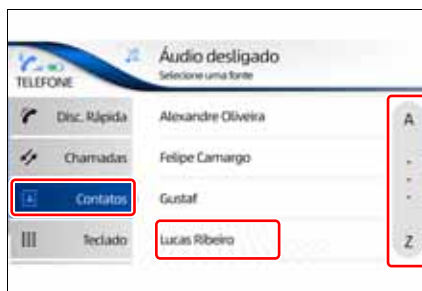 TELEFONE
Áudio desligado
Selecione uma fonte
Disc. Rápida
Alexandre Oliveira
A
Chamadas
Felipe Camargo
Contatos
Gustaf
Teclado
Lucas Ribeiro
Z